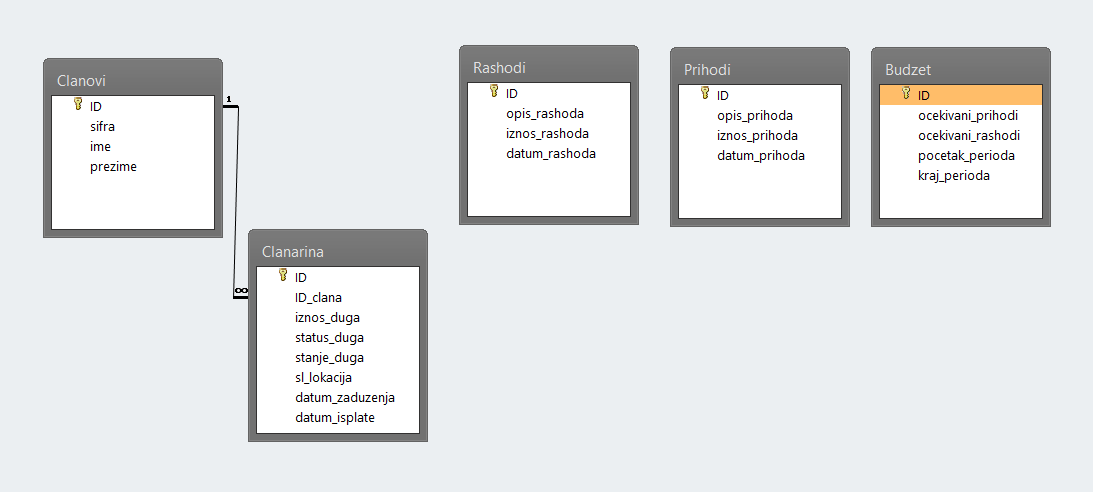 Clanovi
ID
sifra
ime
prezime
1
∞
Clanarina
ID
ID_clana
iznos_duga
status_duga
stanje_duga
sl_lokacija
datum_zaduzenja
datum_isplate
Rashodi
ID
opis_rashoda
iznos_rashoda
datum_rashoda
Prihodi
ID
opis_prihoda
iznos_prihoda
datum_prihoda
Budzet
ID
ocekivani_prihodi
ocekivani_rashodi
pocetak_perioda
kraj_perioda